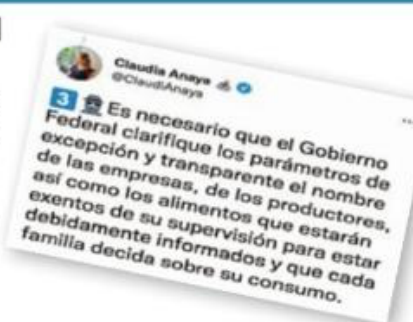 Claudia Anaya
@ClaudiAnaya
3 Es necesario que el Gobierno
Federal clarifique los parámetros de
excepción y transparente el nombre
de las empresas, de los productores,
así como los alimentos que estarán
exentos de su supervisión para estar
debidamente informados y que cada
familia decida sobre su consumo.